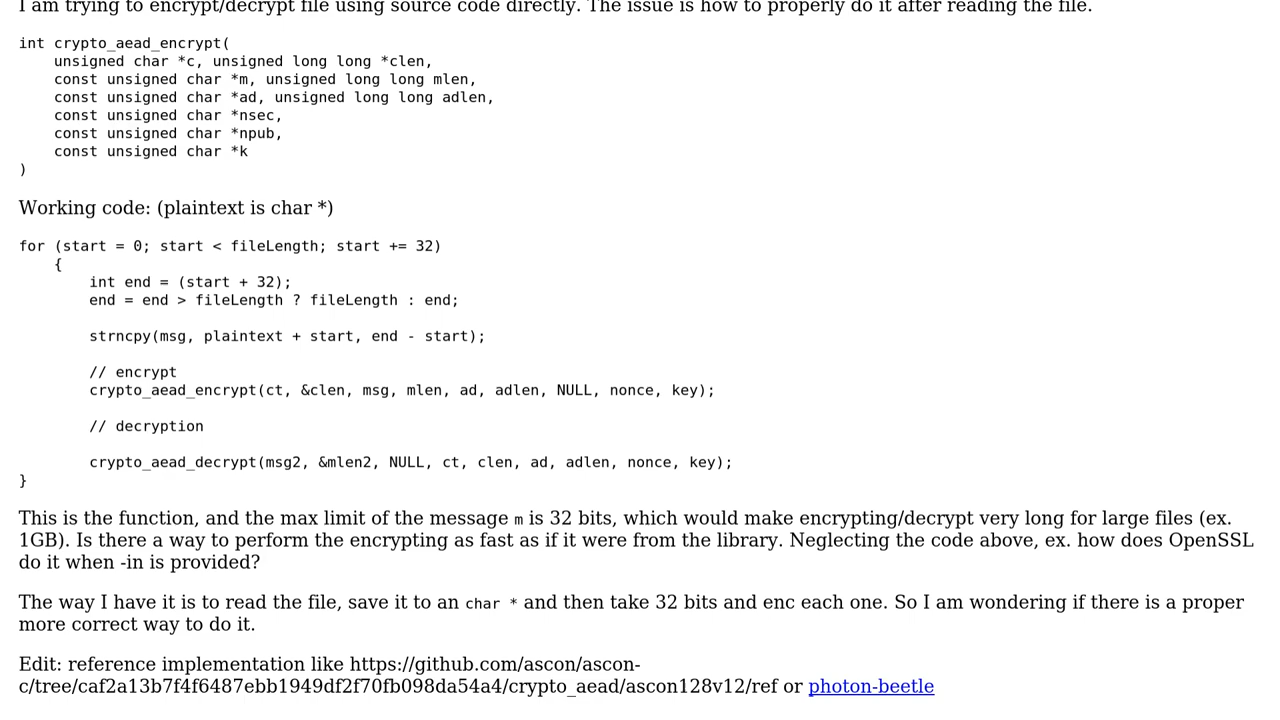 I am trying to encrypt/decrypt file using source code directly. The issue is how to properly do it after reading the file.
int crypto_aead_encrypt(
    unsigned char *c, unsigned long long *clen,
    const unsigned char *m, unsigned long long mlen,
    const unsigned char *ad, unsigned long long adlen,
    const unsigned char *nsec,
    const unsigned char *npub,
    const unsigned char *k
)
Working code: (plaintext is char *)
for (start = 0; start < fileLength; start += 32)
    {
        int end = (start + 32);
        end = end > fileLength ? fileLength : end;
        strncpy(msg, plaintext + start, end - start);
        // encrypt
        crypto_aead_encrypt(ct, &clen, msg, mlen, ad, adlen, NULL, nonce, key);
        // decryption
        crypto_aead_decrypt(msg2, &mlen2, NULL, ct, clen, ad, adlen, nonce, key);
}
This is the function, and the max limit of the message m is 32 bits, which would make encrypting/decrypt very long for large files (ex.
1GB). Is there a way to perform the encrypting as fast as if it were from the library. Neglecting the code above, ex. how does OpenSSL
do it when -in is provided?
The way I have it is to read the file, save it to an char * and then take 32 bits and enc each one. So I am wondering if there is a proper
more correct way to do it.
Edit: reference implementation like https://github.com/ascon/ascon-
c/tree/caf2a13b7f4f6487ebb1949df2f70fb098da54a4/crypto_aead/ascon128v12/ref or photon-beetle